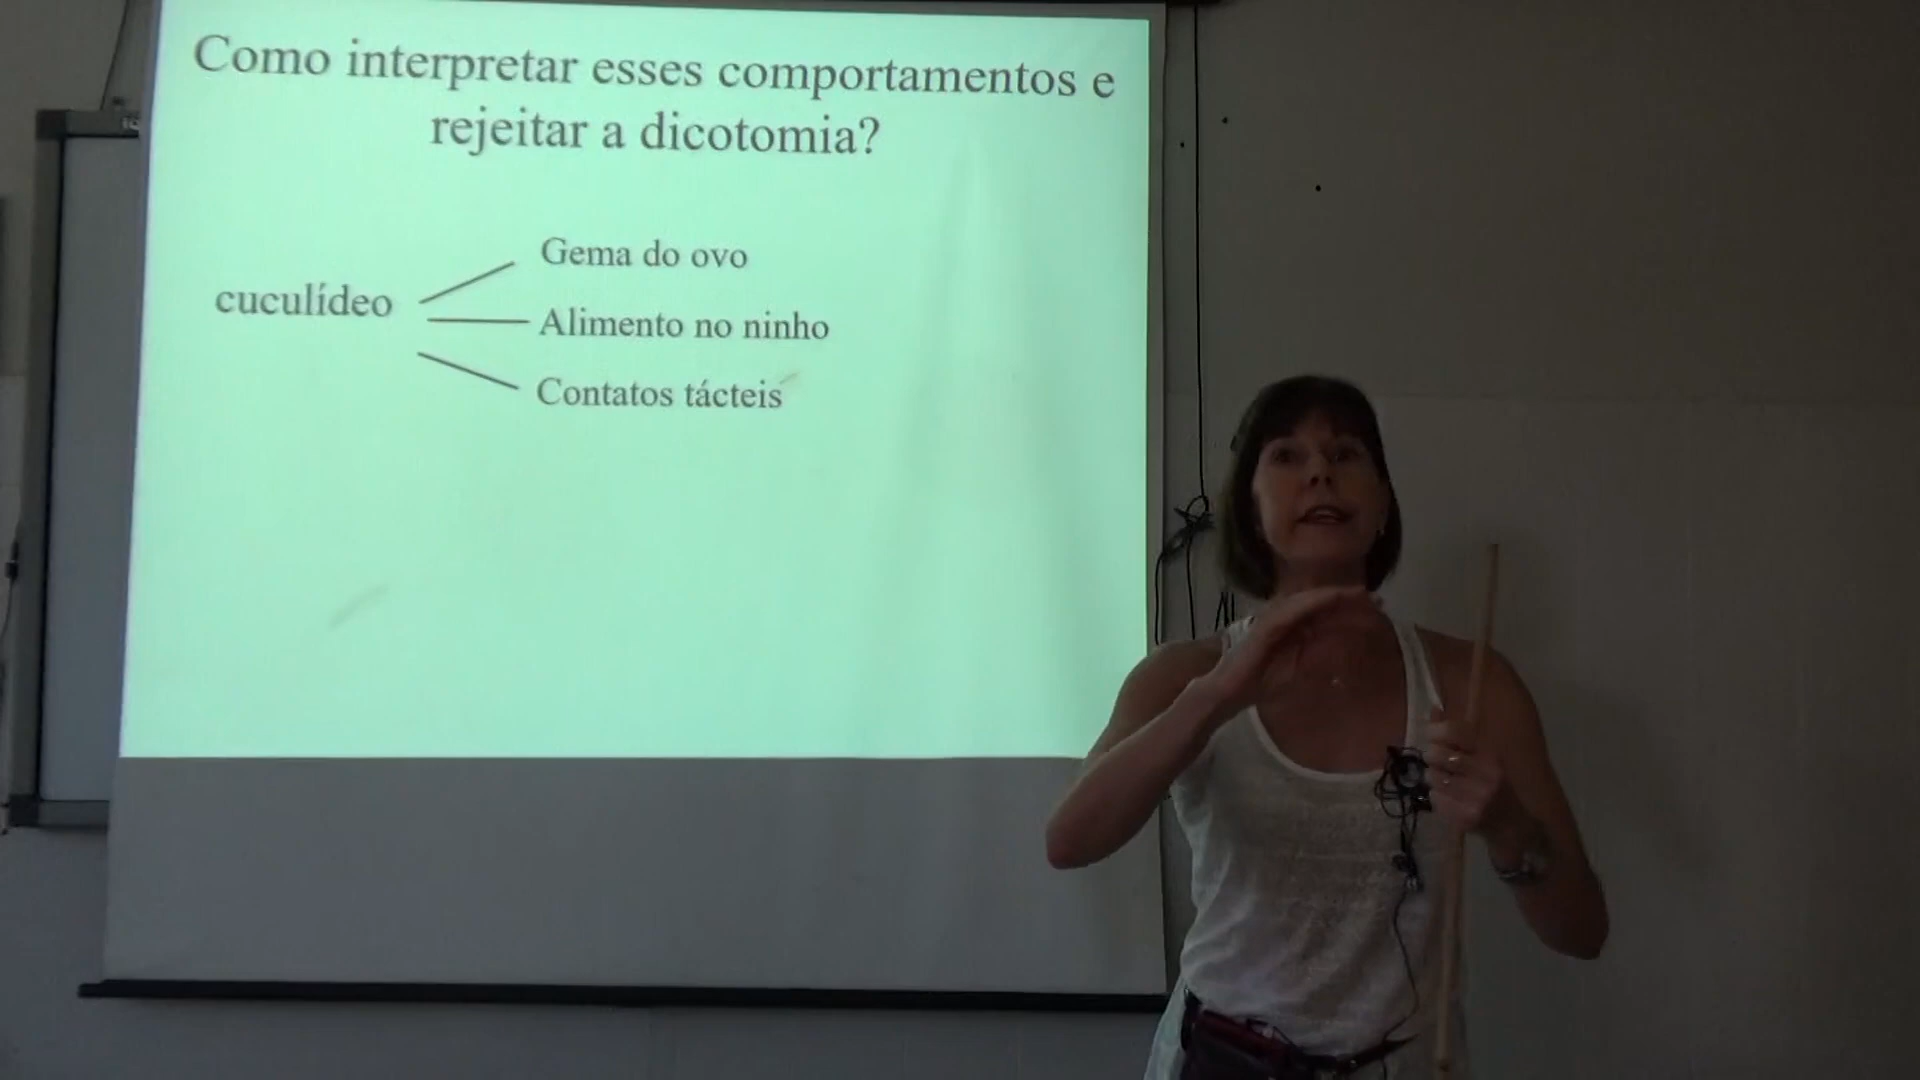 Como interpretar esses comportamentos e
rejeitar a dicotomia?
Gema do ovo
cuculídeo
Alimento no ninho
Contatos tácteis